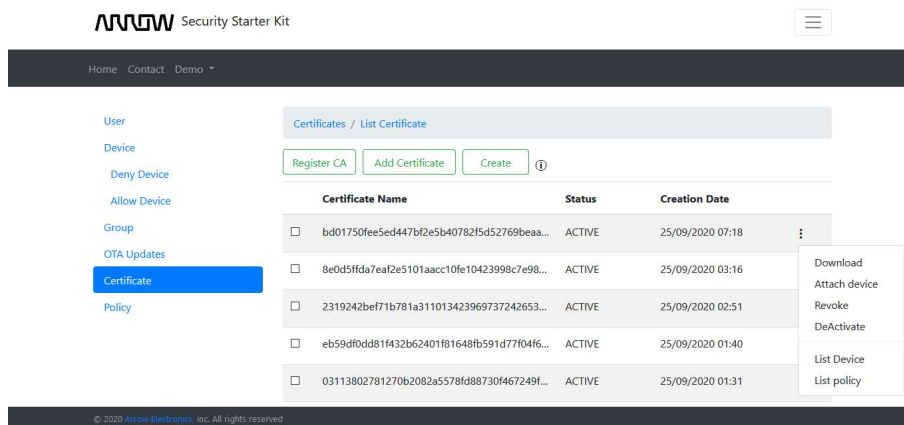 ARROW Security Starter Kit
Home Contact Demo
User
Device
Deny Device
Allow Device
Group
OTA Updates
Certificate
Policy
Certificates / List Certificate
Register CA Add Certificate Create
Certificate Name Status Creation Date
bd01750fee5ed447bf2e5b40782f5d52769beaa... ACTIVE 25/09/2020 07:18
8e0d5ffda7eaf2e5101aacc10fe10423998c7e98... ACTIVE 25/09/2020 03:16
2319242bef71b781a311013423969737242653... ACTIVE 25/09/2020 02:51
eb59df0dd81f432b62401f81648fb591d77f04f6... ACTIVE 25/09/2020 01:40
03113802781270b2082a5578fd88730f467249f... ACTIVE 25/09/2020 01:31
Download
Attach device
Revoke
DeActivate
List Device
List policy
© 2020 Arrow Electronics, Inc. All rights reserved